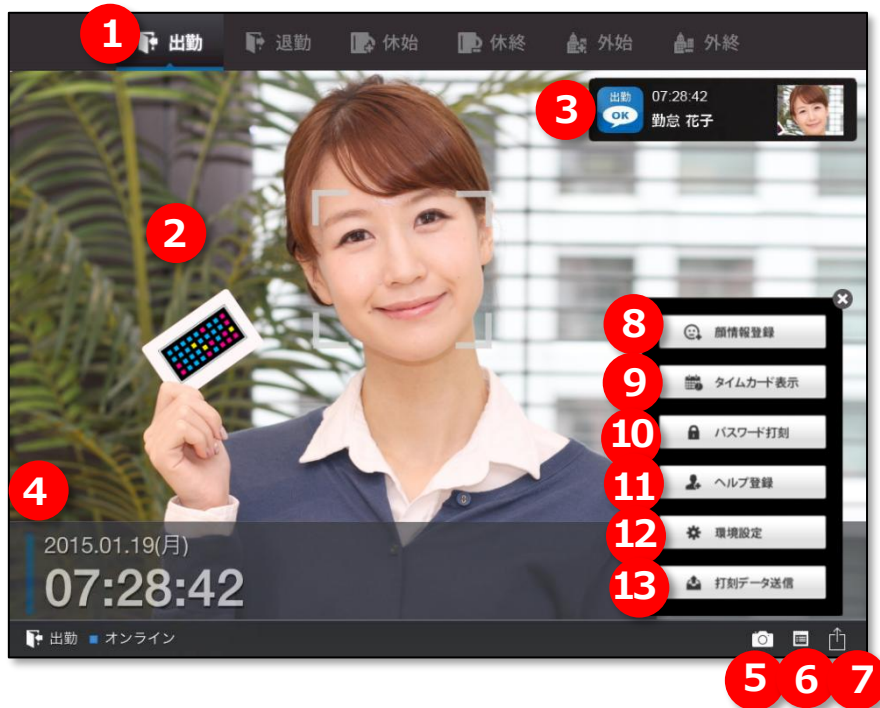 1 出勤 退勤 休始 休終 外始 外終
3 出勤 OK 07:28:42
勤怠 花子
2
8 顔情報登録
9 タイムカード表示
10 パスワード打刻
11 ヘルプ登録
12 環境設定
13 打刻データ送信
4
2015.01.19(月)
07:28:42
出勤 オンライン
5 6 7